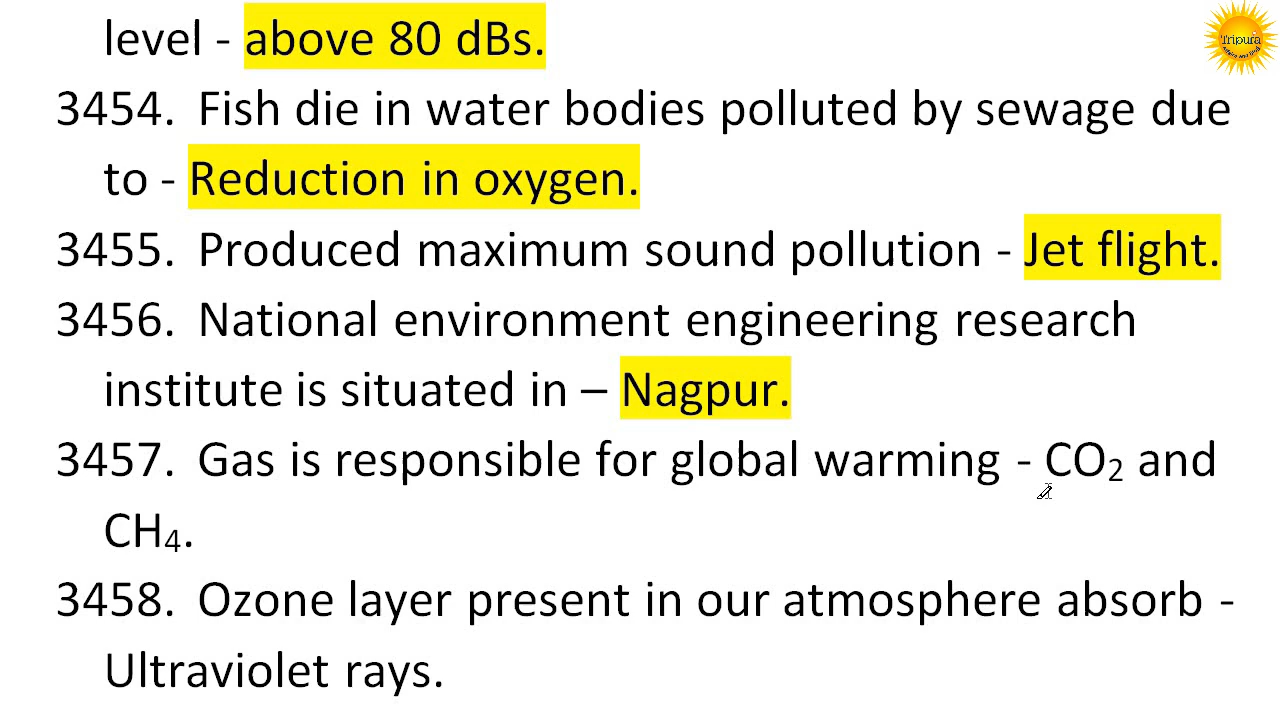 level - above 80 dBs.
Tripura
3454. Fish die in water bodies polluted by sewage due
to - Reduction in oxygen.
3455. Produced maximum sound pollution - Jet flight.
3456. National environment engineering research
institute is situated in – Nagpur.
3457. Gas is responsible for global warming - CO₂ and
CH₄.
3458. Ozone layer present in our atmosphere absorb -
Ultraviolet rays.